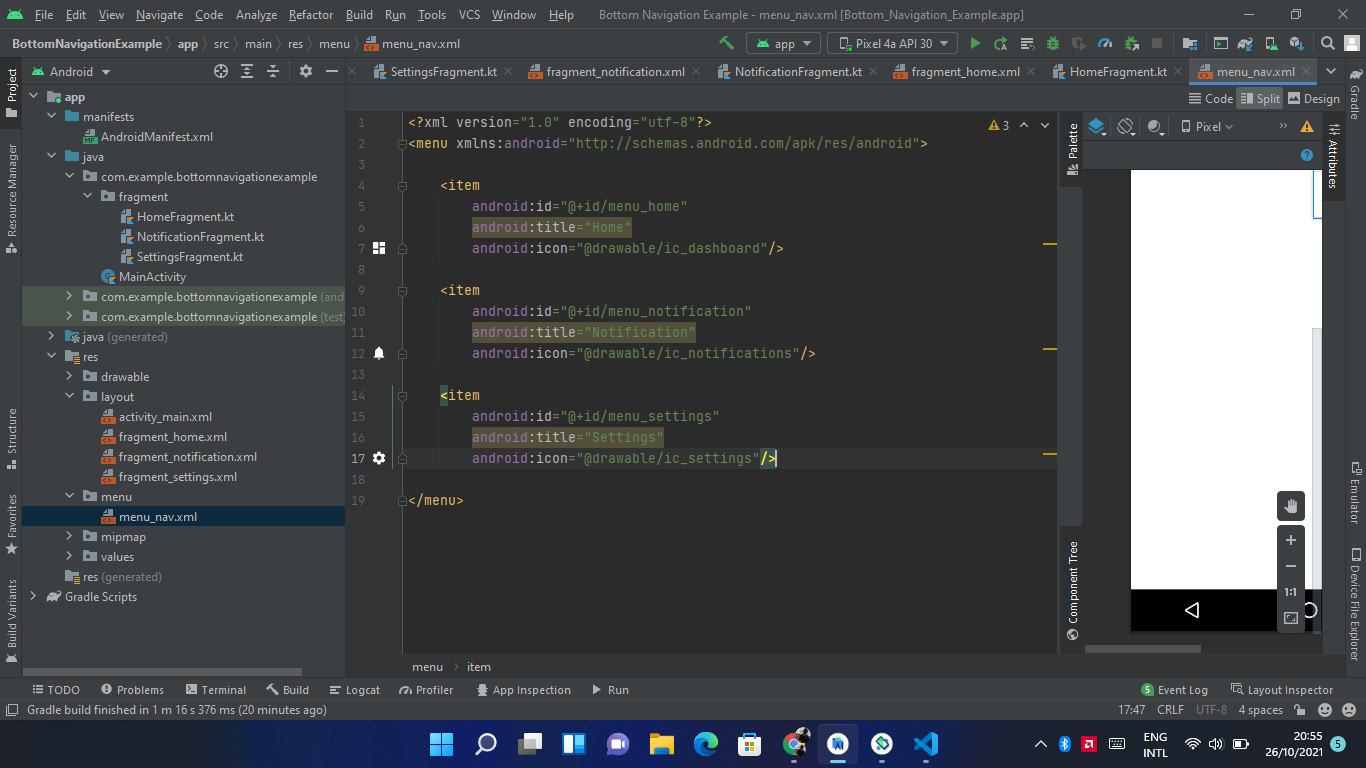 File Edit View Navigate Code Analyze Refactor Build Run Tools VCS Window Help Bottom Navigation Example - menu_nav.xml [Bottom_Navigation_Example.app]
BottomNavigationExample app src main res menu menu_nav.xml app Pixel 4a API 30
Android SettingsFragment.kt fragment_notification.xml NotificationFragment.kt fragment_home.xml HomeFragment.kt menu_nav.xml
Code Split Design
Project
Resource Manager
Structure
Favorites
Build Variants
app
manifests
AndroidManifest.xml
java
com.example.bottomnavigationexample
fragment
HomeFragment.kt
NotificationFragment.kt
SettingsFragment.kt
MainActivity
com.example.bottomnavigationexample (and
com.example.bottomnavigationexample (test)
java (generated)
res
drawable
layout
activity_main.xml
fragment_home.xml
fragment_notification.xml
fragment_settings.xml
menu
menu_nav.xml
mipmap
values
res (generated)
Gradle Scripts
1 <?xml version="1.0" encoding="utf-8"?>
2 <menu xmlns:android="http://schemas.android.com/apk/res/android">
3
4 <item
5 android:id="@+id/menu_home"
6 android:title="Home"
7 android:icon="@drawable/ic_dashboard"/>
8
9 <item
10 android:id="@+id/menu_notification"
11 android:title="Notification"
12 android:icon="@drawable/ic_notifications"/>
13
14 <item
15 android:id="@+id/menu_settings"
16 android:title="Settings"
17 android:icon="@drawable/ic_settings"/>
18
19 </menu>
3
Palette
Component Tree
Pixel
?
1:1
Gradle
Attributes
Emulator
Device File Explorer
menu item
TODO Problems Terminal Build Logcat Profiler App Inspection Run 5 Event Log Layout Inspector
Gradle build finished in 1 m 16 s 376 ms (20 minutes ago) 17:47 CRLF UTF-8 4 spaces
ENG
INTL
20:55
26/10/2021
5